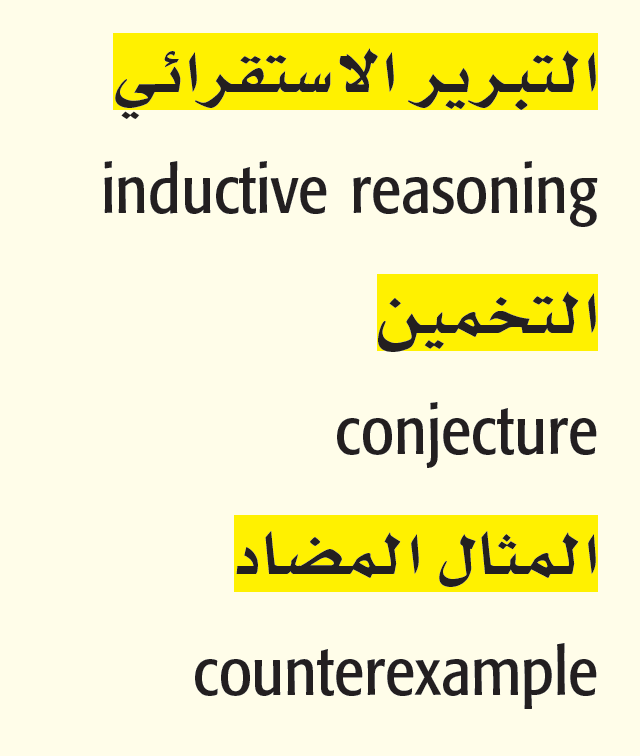 التبرير الاستقرائي
inductive reasoning
التخمين
conjecture
المثال المضاد
counterexample